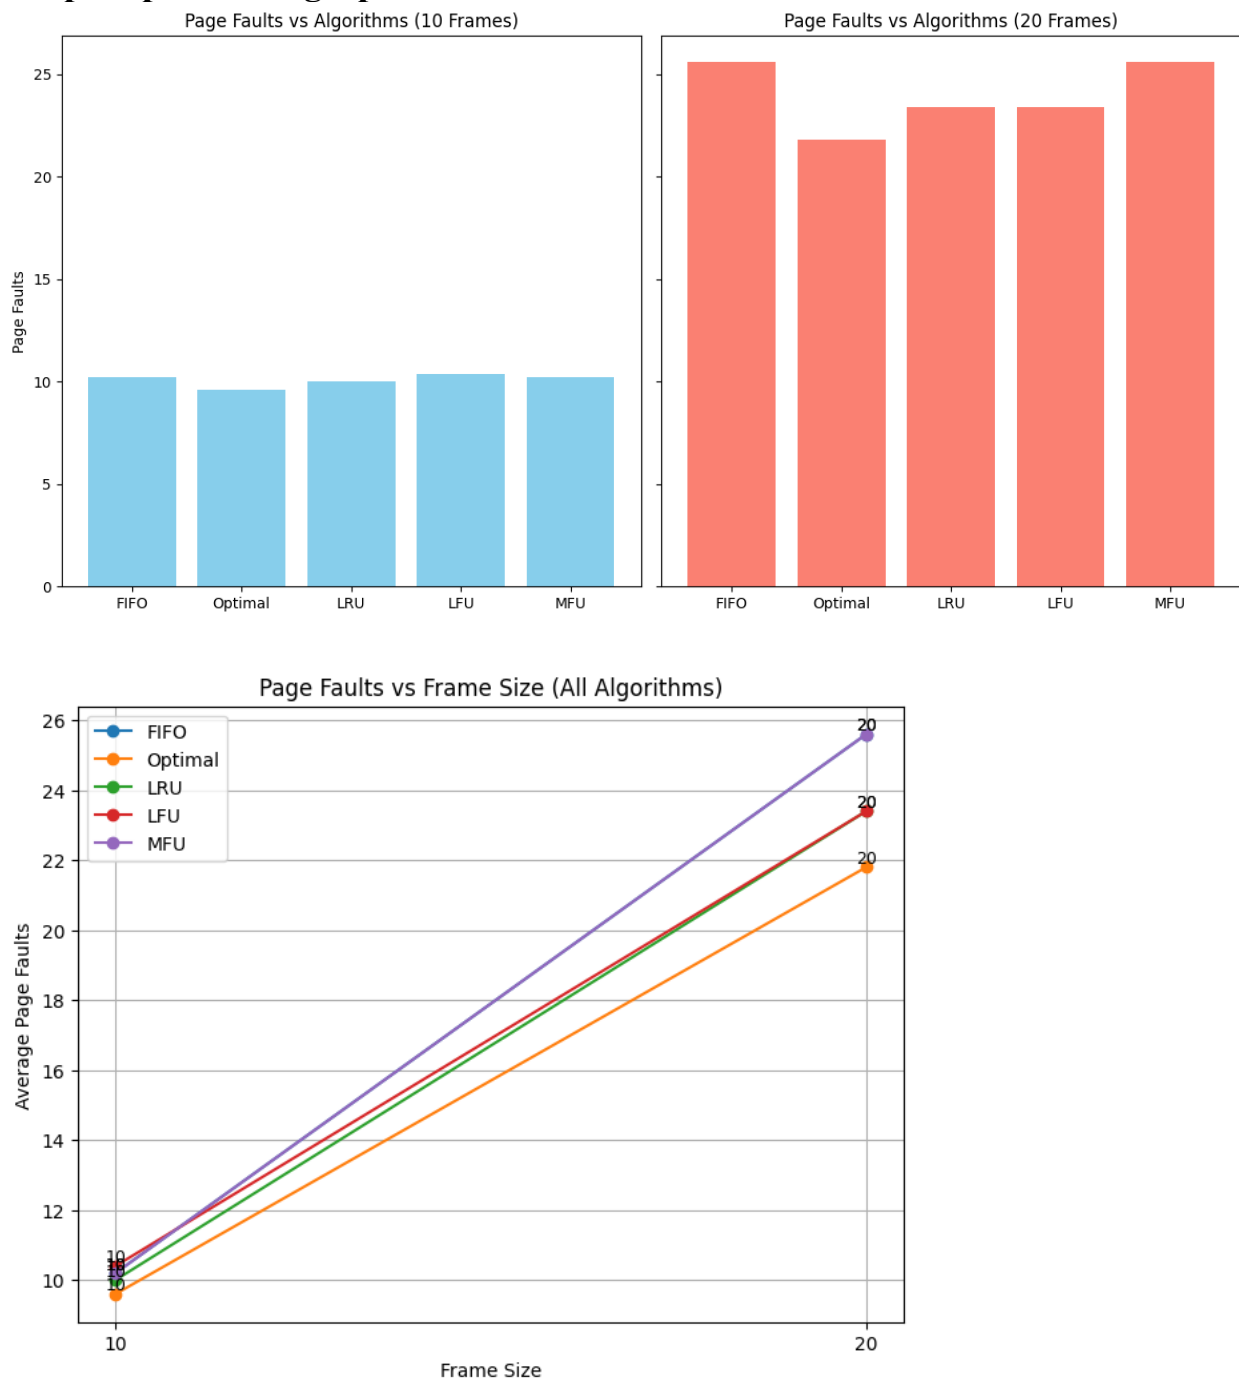 Page Faults vs Algorithms (10 Frames)
Page Faults vs Algorithms (20 Frames)
Page Faults
25
20
15
10
5
0
FIFO
Optimal
LRU
LFU
MFU
FIFO
Optimal
LRU
LFU
MFU
Page Faults vs Frame Size (All Algorithms)
FIFO
Optimal
LRU
LFU
MFU
Average Page Faults
26
24
22
20
18
16
14
12
10
20
20
20
10
10
10
10
20
Frame Size